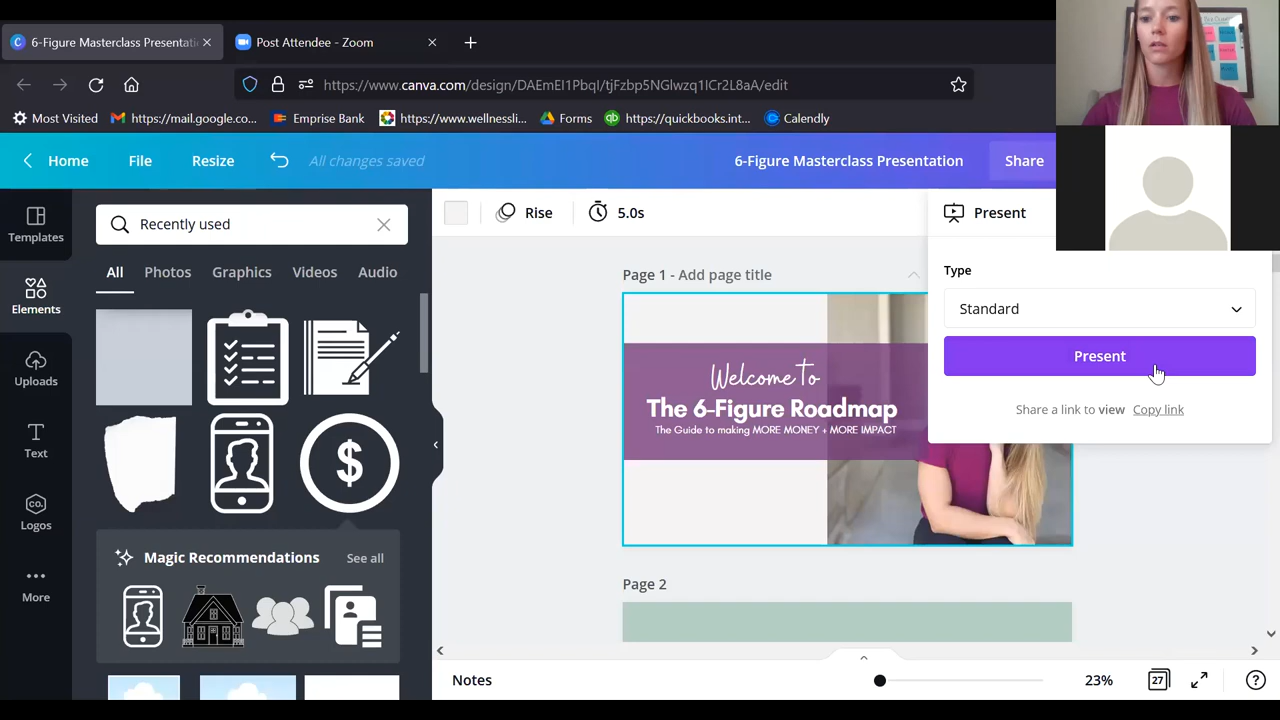 6-Figure Masterclass Presentati
Post Attendee - Zoom
https://www.canva.com/design/DAEmEI1PbqI/tjFzbp5NGlwzq1ICr2L8aA/edit
Most Visited
https://mail.google.co...
Emprise Bank
https://www.wellnessli...
Forms
https://quickbooks.int...
Calendly
Home
File
Resize
All changes saved
6-Figure Masterclass Presentation
Share
Templates
Elements
Uploads
Text
CO.
Logos
More
Recently used
All
Photos
Graphics
Videos
Audio
$
Magic Recommendations
See all
Rise
5.0s
Page 1 - Add page title
Welcome to
The 6-Figure Roadmap
The Guide to making MORE MONEY + MORE IMPACT
Page 2
Present
Type
Standard
Present
Share a link to view Copy link
Notes
23%
27